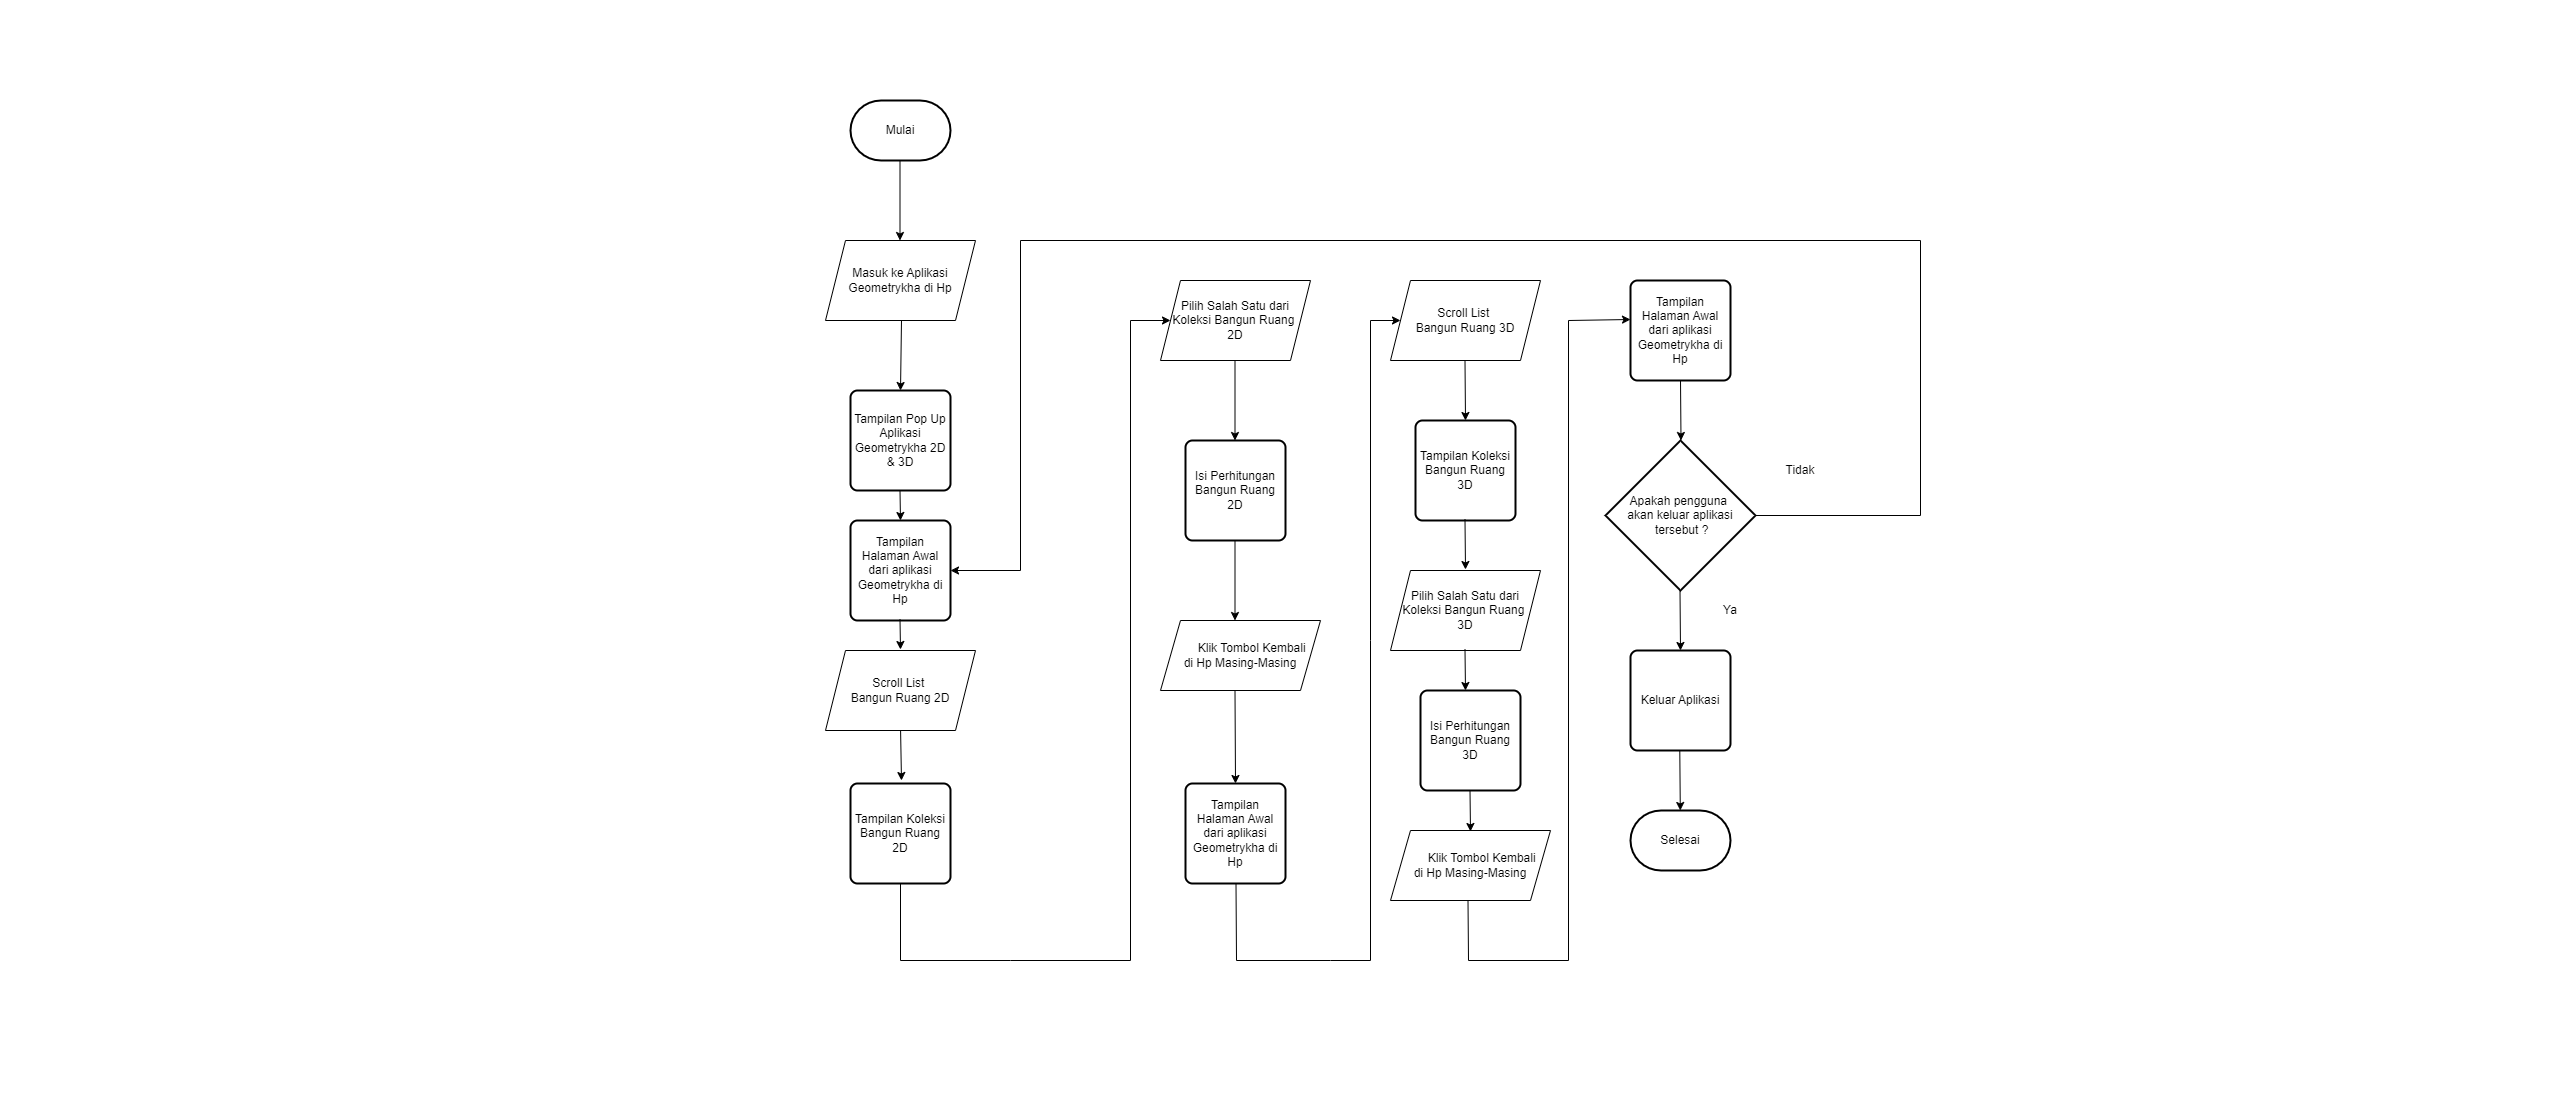 Mulai
Masuk ke Aplikasi
Geometrykha di Hp
Tampilan Pop Up
Aplikasi
Geometrykha 2D
& 3D
Tampilan
Halaman Awal
dari aplikasi
Geometrykha di
Hp
Scroll List
Bangun Ruang 2D
Tampilan Koleksi
Bangun Ruang
2D
Pilih Salah Satu dari
Koleksi Bangun Ruang
2D
Isi Perhitungan
Bangun Ruang
2D
Klik Tombol Kembali
di Hp Masing-Masing
Tampilan
Halaman Awal
dari aplikasi
Geometrykha di
Hp
Scroll List
Bangun Ruang 3D
Tampilan Koleksi
Bangun Ruang
3D
Pilih Salah Satu dari
Koleksi Bangun Ruang
3D
Isi Perhitungan
Bangun Ruang
3D
Klik Tombol Kembali
di Hp Masing-Masing
Tampilan
Halaman Awal
dari aplikasi
Geometrykha di
Hp
Apakah pengguna
akan keluar aplikasi
tersebut ?
Tidak
Ya
Keluar Aplikasi
Selesai